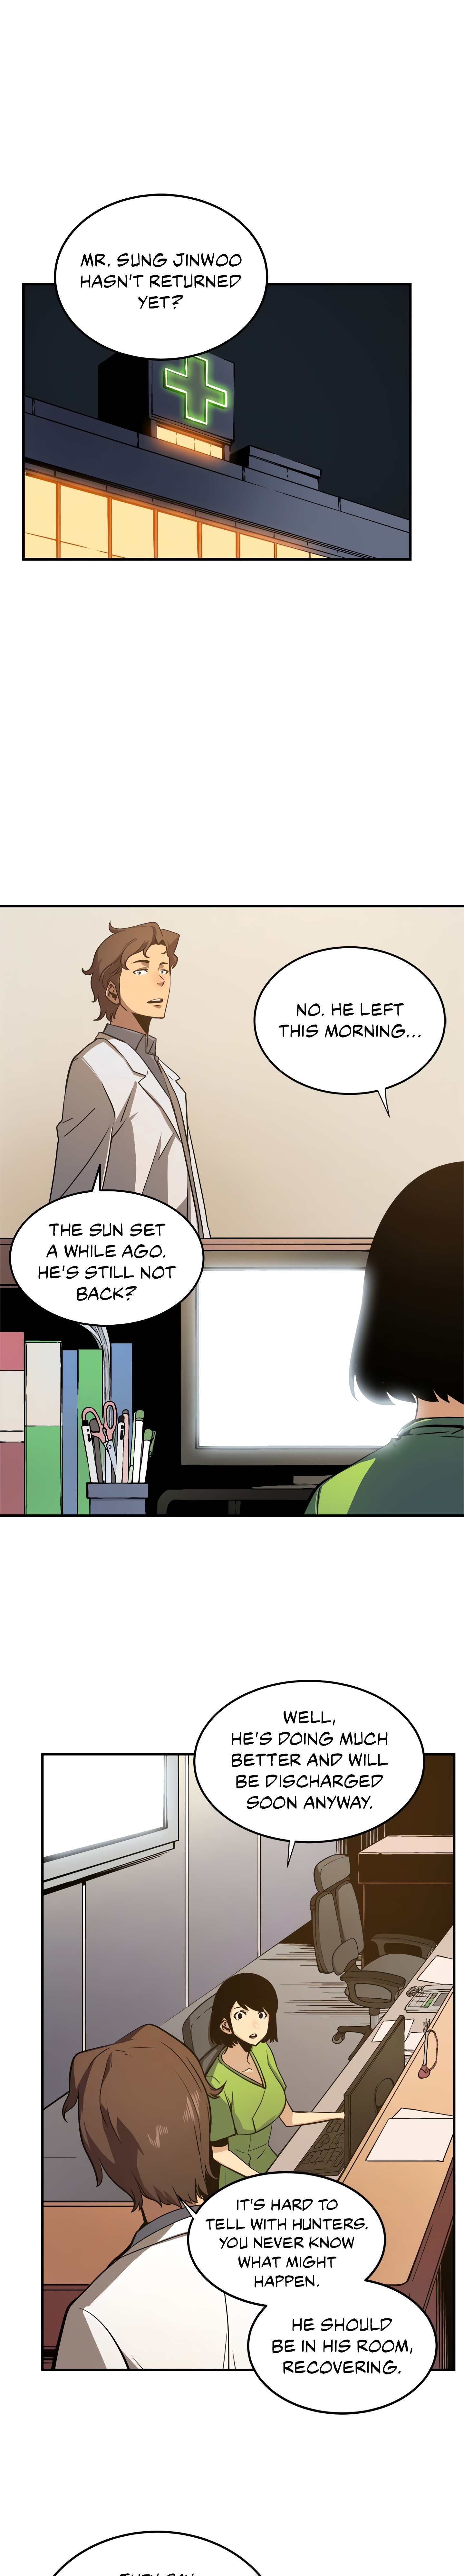 MR. SUNG JINWOO
HASN'T RETURNED
YET?
NO. HE LEFT
THIS MORNING...
THE SUN SET
A WHILE AGO.
HE'S STILL NOT
BACK?
WELL,
HE'S DOING MUCH
BETTER AND WILL
BE DISCHARGED
SOON ANYWAY.
IT'S HARD TO
TELL WITH HUNTERS.
YOU NEVER KNOW
WHAT MIGHT
HAPPEN.
HE SHOULD
BE IN HIS ROOM,
RECOVERING.